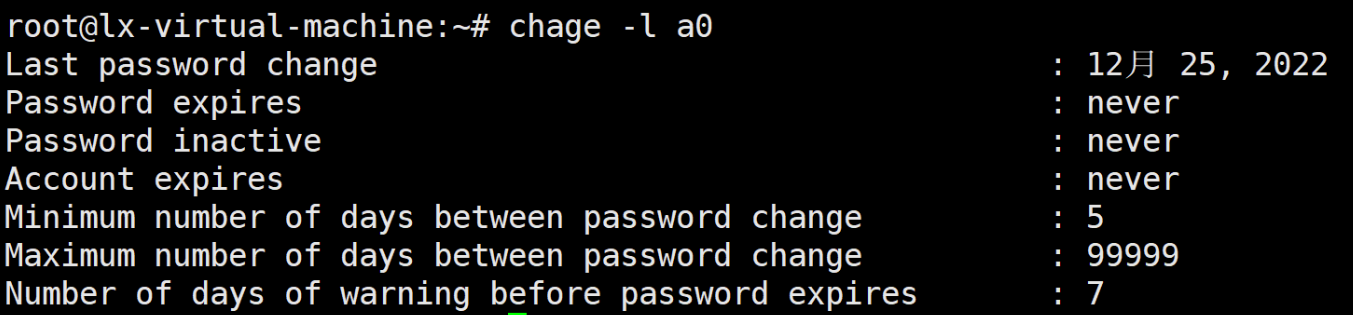 root@lx-virtual-machine:~# chage -l a0
Last password change : 12月 25, 2022
Password expires : never
Password inactive : never
Account expires : never
Minimum number of days between password change : 5
Maximum number of days between password change : 99999
Number of days of warning before password expires : 7